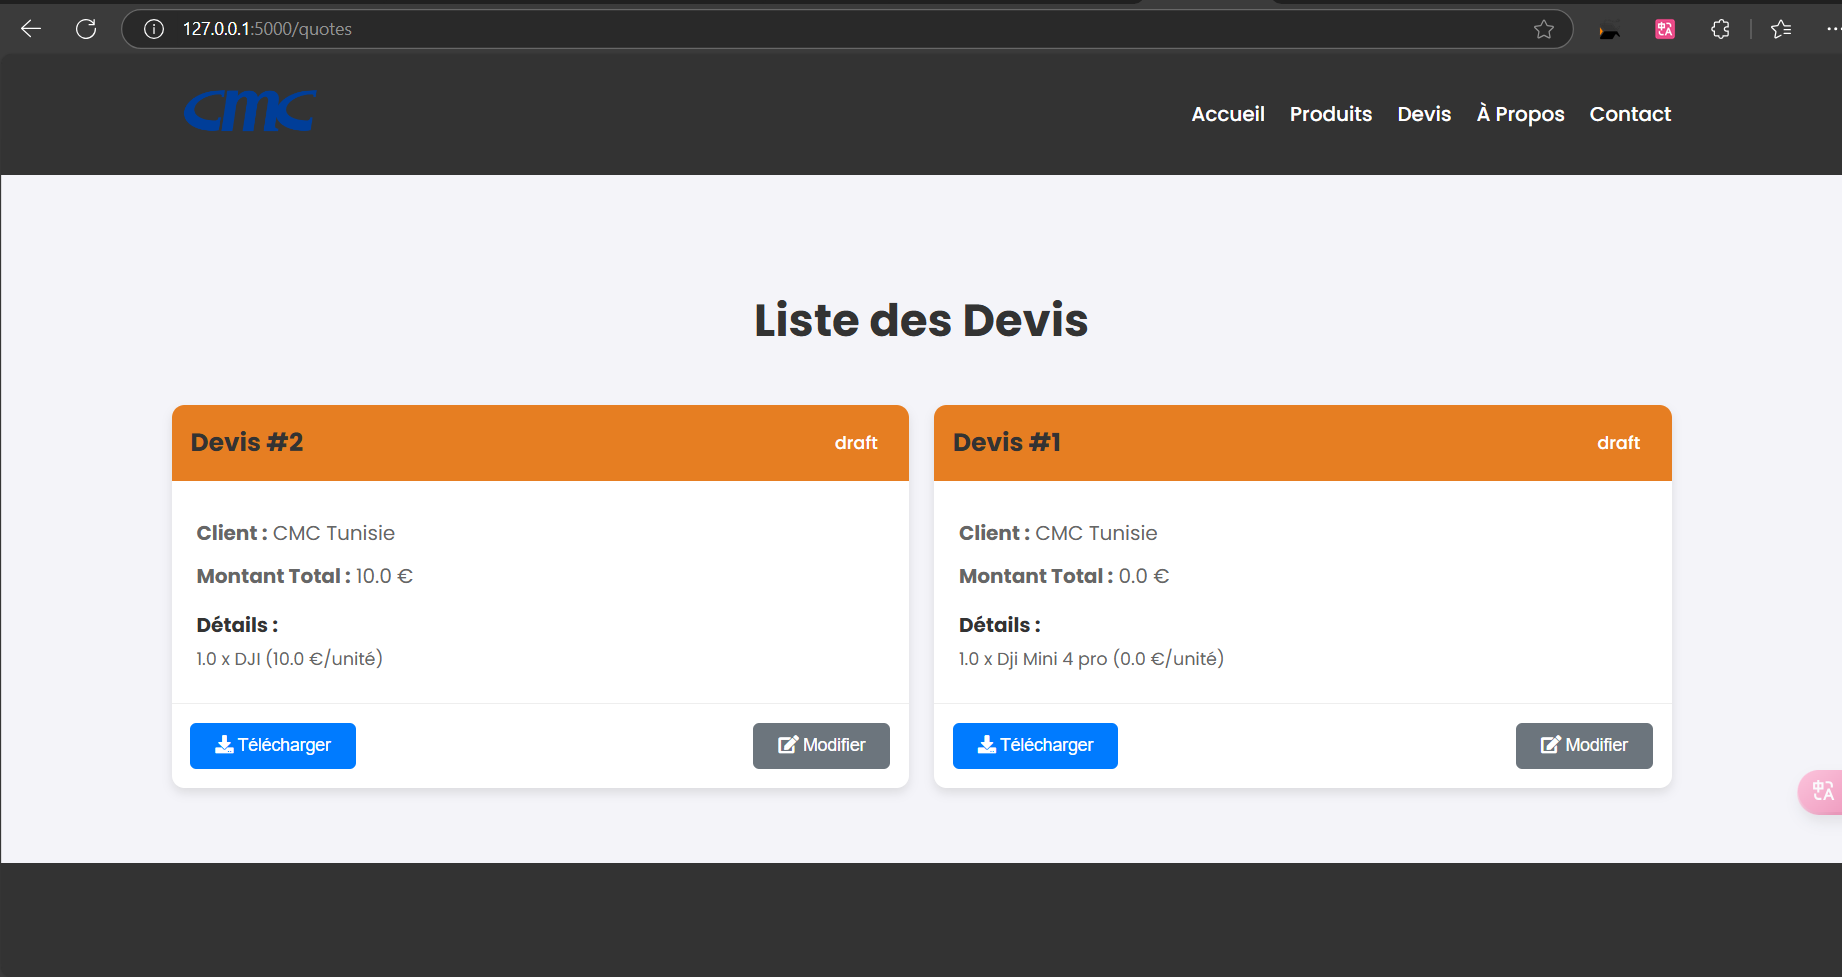 127.0.0.1:5000/quotes
CMC
Accueil Produits Devis À Propos Contact
Liste des Devis
Devis #2 draft
Client : CMC Tunisie
Montant Total : 10.0 €
Détails :
1.0 x DJI (10.0 €/unité)
Télécharger Modifier
Devis #1 draft
Client : CMC Tunisie
Montant Total : 0.0 €
Détails :
1.0 x Dji Mini 4 pro (0.0 €/unité)
Télécharger Modifier